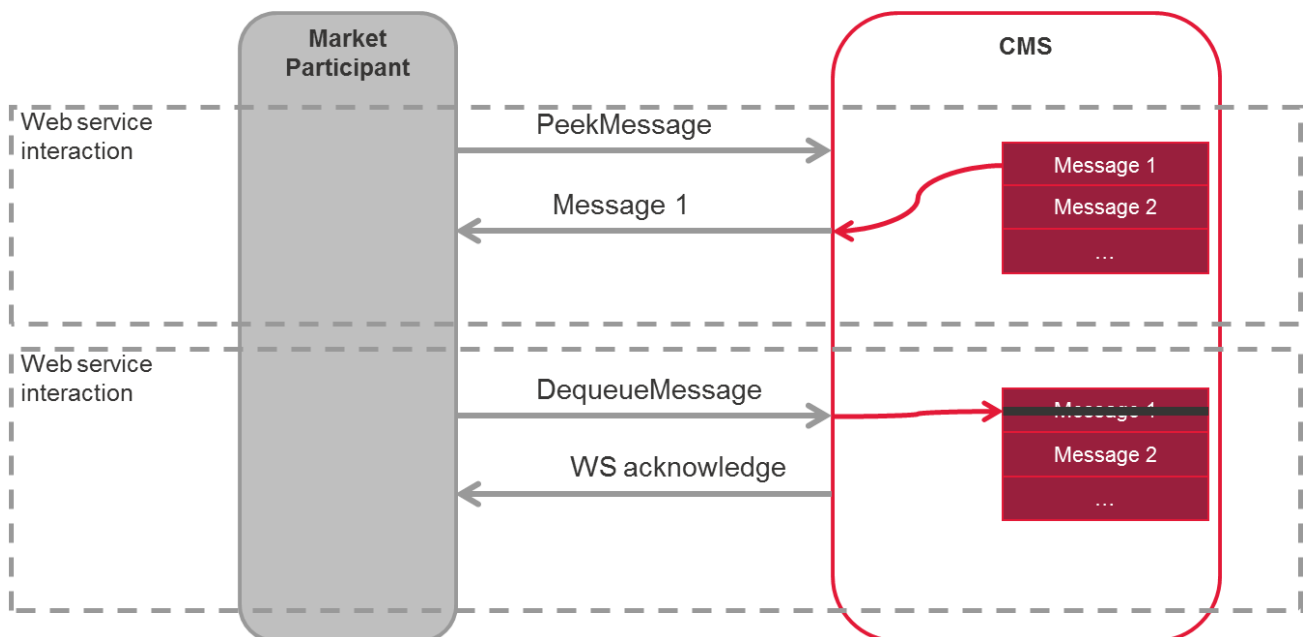 Market
Participant
CMS
Web service
interaction
PeekMessage
Message 1
Message 1
Message 2
...
Web service
interaction
DequeueMessage
Message 1
WS acknowledge
Message 2
...